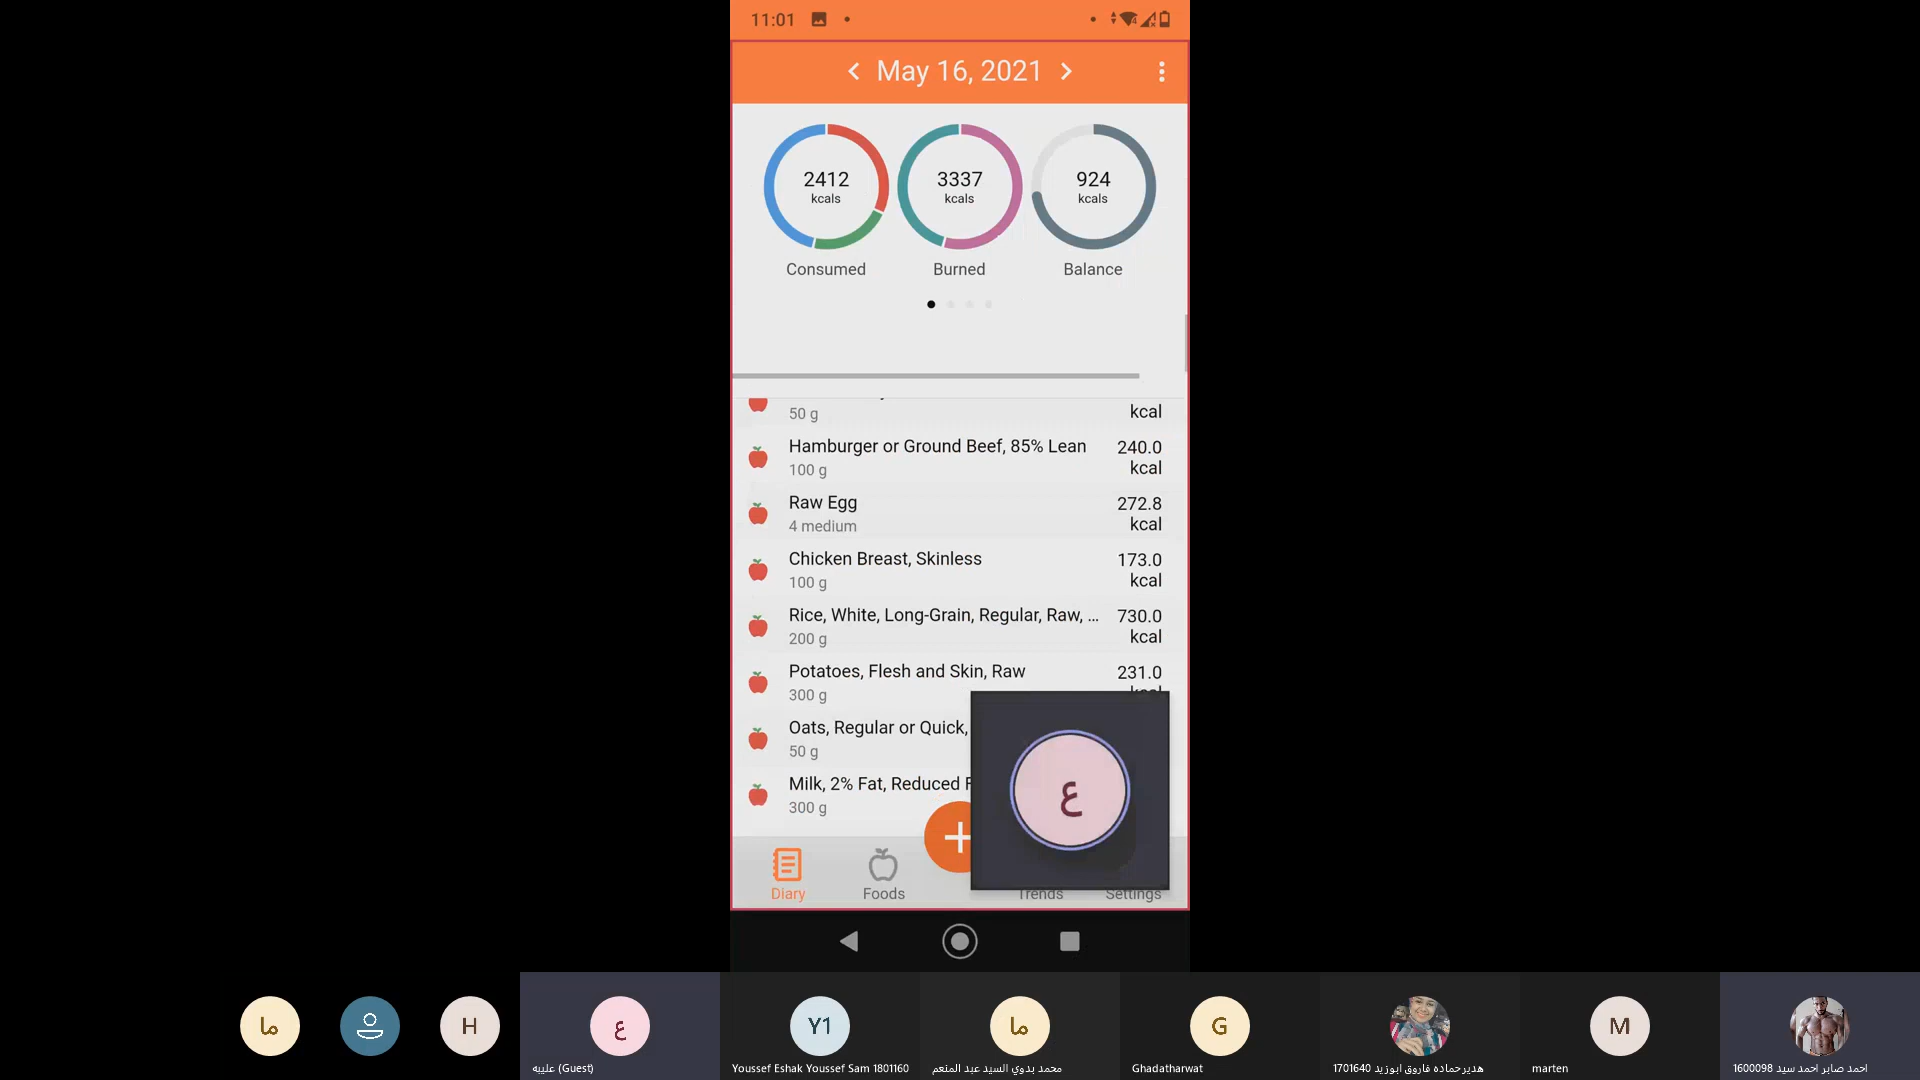 11:01
May 16, 2021
2412
kcals
3337
kcals
924
kcals
Consumed
Burned
Balance
50 g
kcal
Hamburger or Ground Beef, 85% Lean
240.0
100 g
kcal
Raw Egg
272.8
4 medium
kcal
Chicken Breast, Skinless
173.0
100 g
kcal
Rice, White, Long-Grain, Regular, Raw, ...
730.0
200 g
kcal
Potatoes, Flesh and Skin, Raw
231.0
300 g
kcal
Oats, Regular or Quick,
50 g
Milk, 2% Fat, Reduced F
300 g
ع
Diary
Foods
Trends
Settings
ما
H
ع
Y1
ما
G
M
عليبه (Guest)
Youssef Eshak Youssef Sam 1801160
محمد بدوي السيد عبد المنعم
Ghadatharwat
هديرحماده فاروق ابوزيد 1701640
marten
احمد صابر احمد سيد 1600098